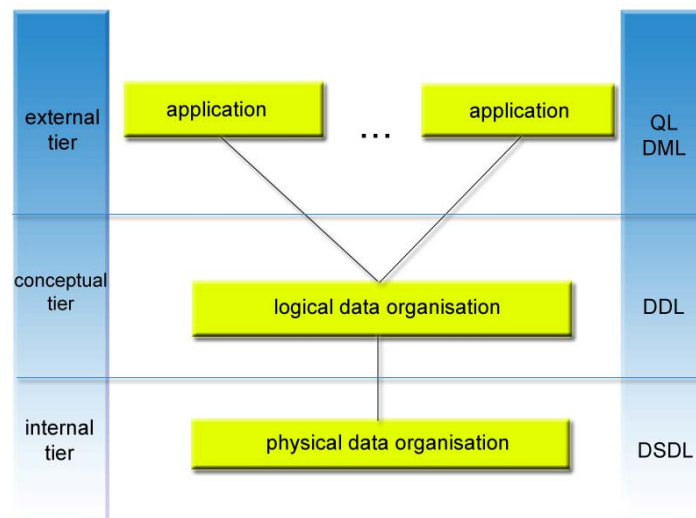 external
tier
application
...
application
QL
DML
conceptual
tier
logical data organisation
DDL
internal
tier
physical data organisation
DSDL